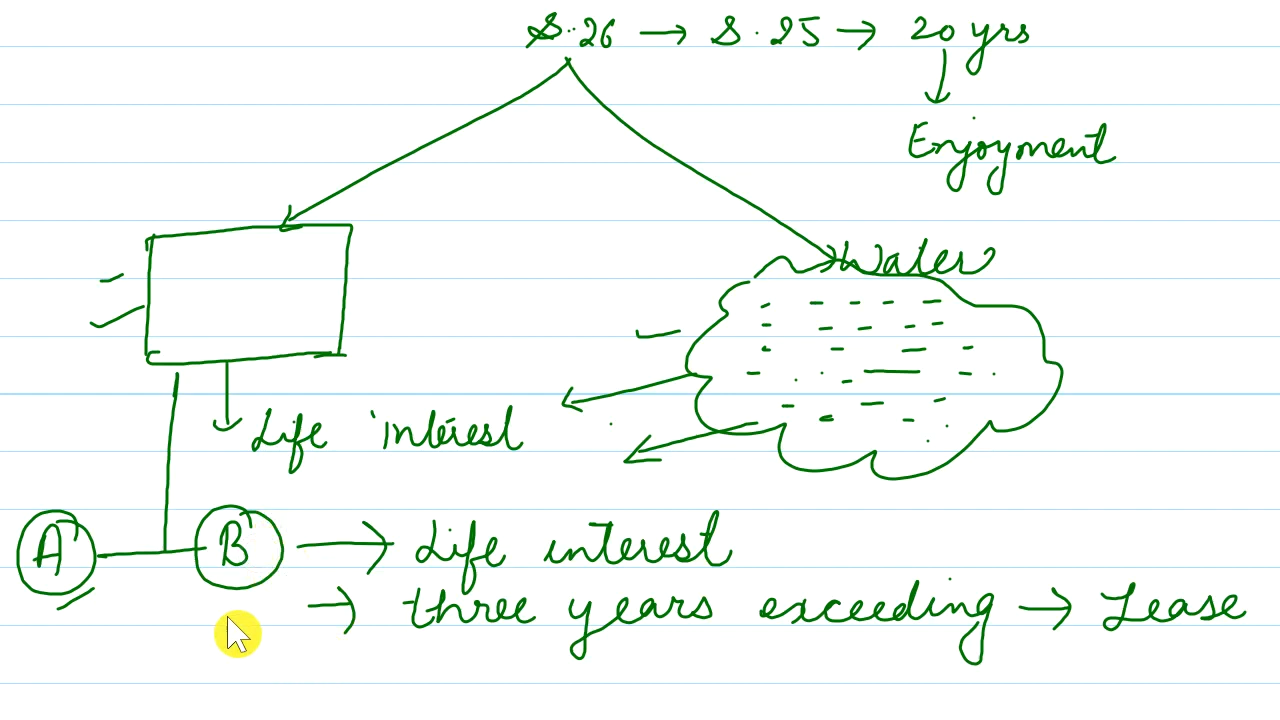 S.26 → S.25 → 20 yrs
Enjoyment
Water
Life interest
A B → Life interest
→ three years exceeding → Lease